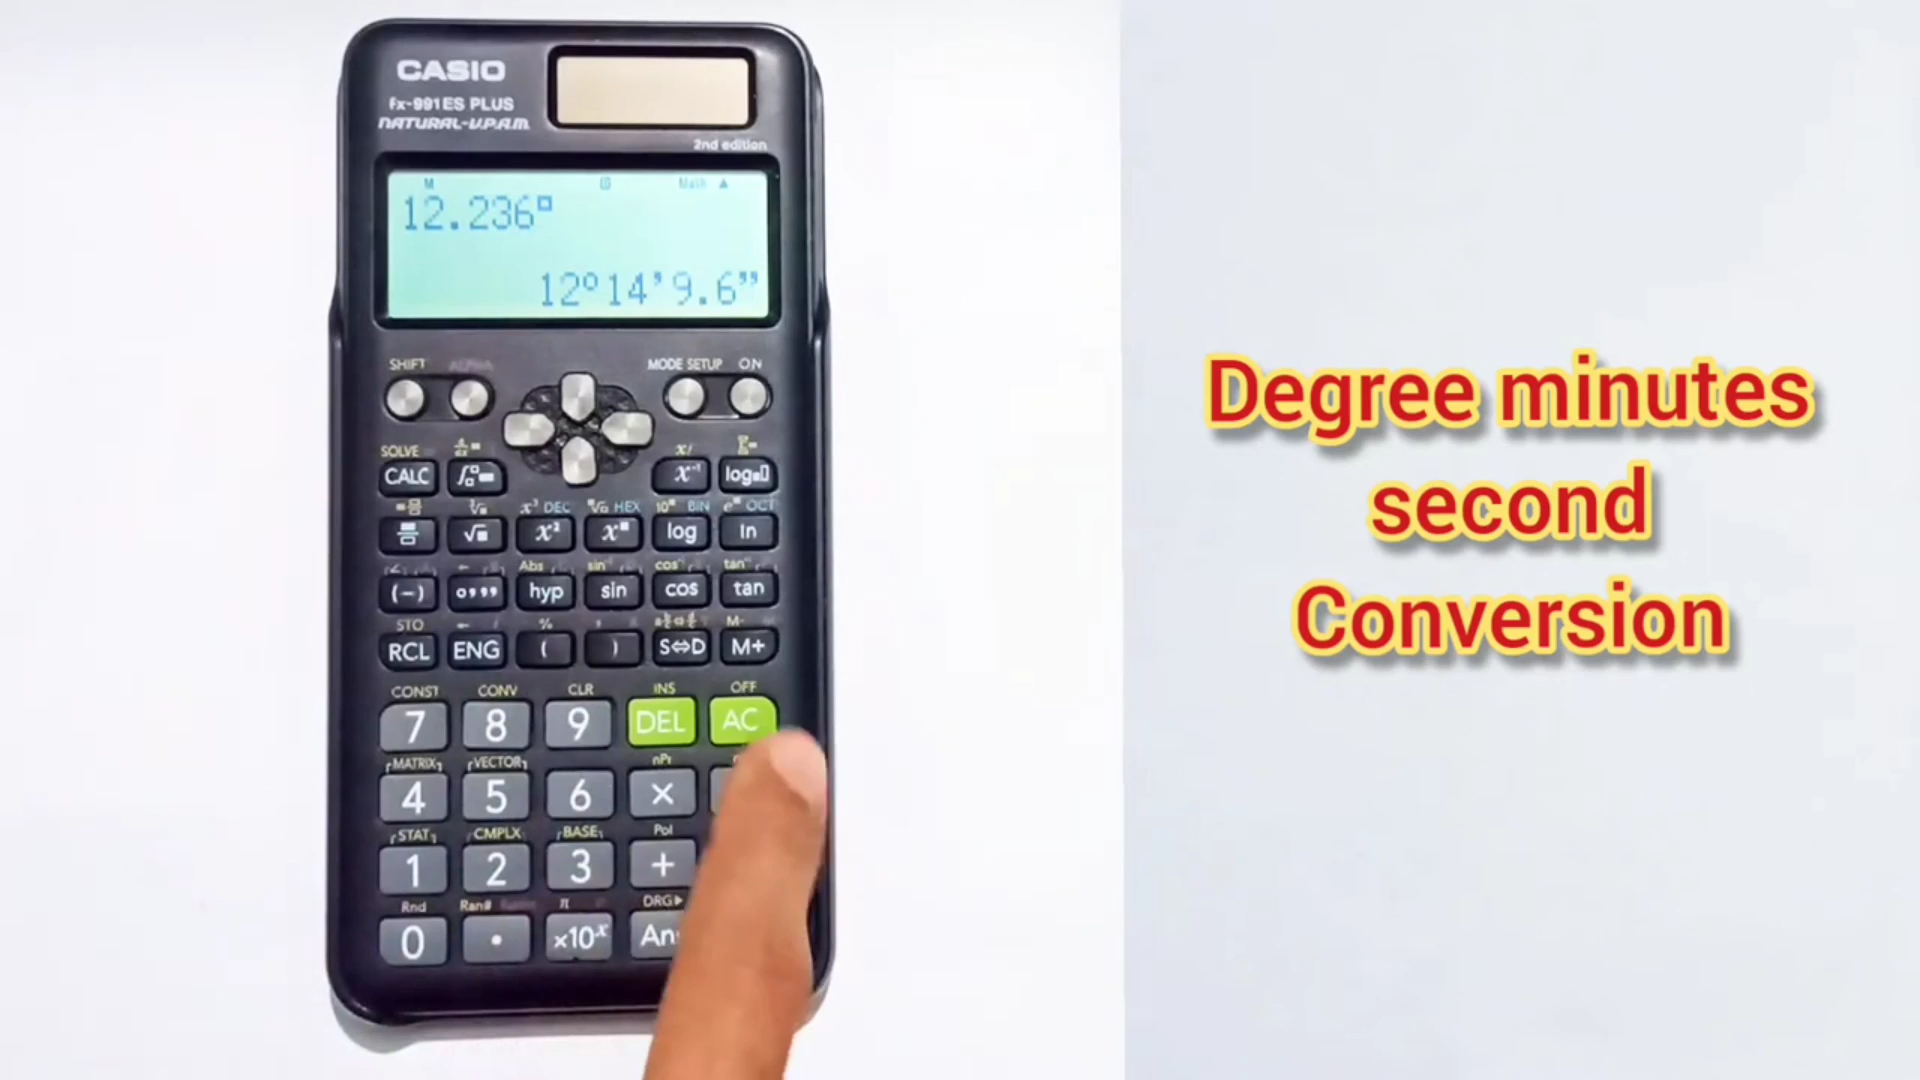 CASIO
fx-991ES PLUS
NATURAL-V.P.A.M.
2nd edition
M D Math ▲
12.236°
12°14’9.6”
SHIFT ALPHA MODE SETUP ON
SOLVE
CALC x⁻¹ log
DEC HEX BIN OCT
x² log ln
Abs sin⁻¹ cos⁻¹ tan⁻¹
(−) hyp sin cos tan
STO % M-
RCL ENG ( ) S⇔D M+
CONST CONV CLR INS OFF
7 8 9 DEL AC
MATRIX VECTOR nPr
4 5 6 ×
STAT CMPLX BASE Pol
1 2 3 +
Rnd Ran# π DRG▶
0 • ×10ˣ
Degree minutes
second
Conversion